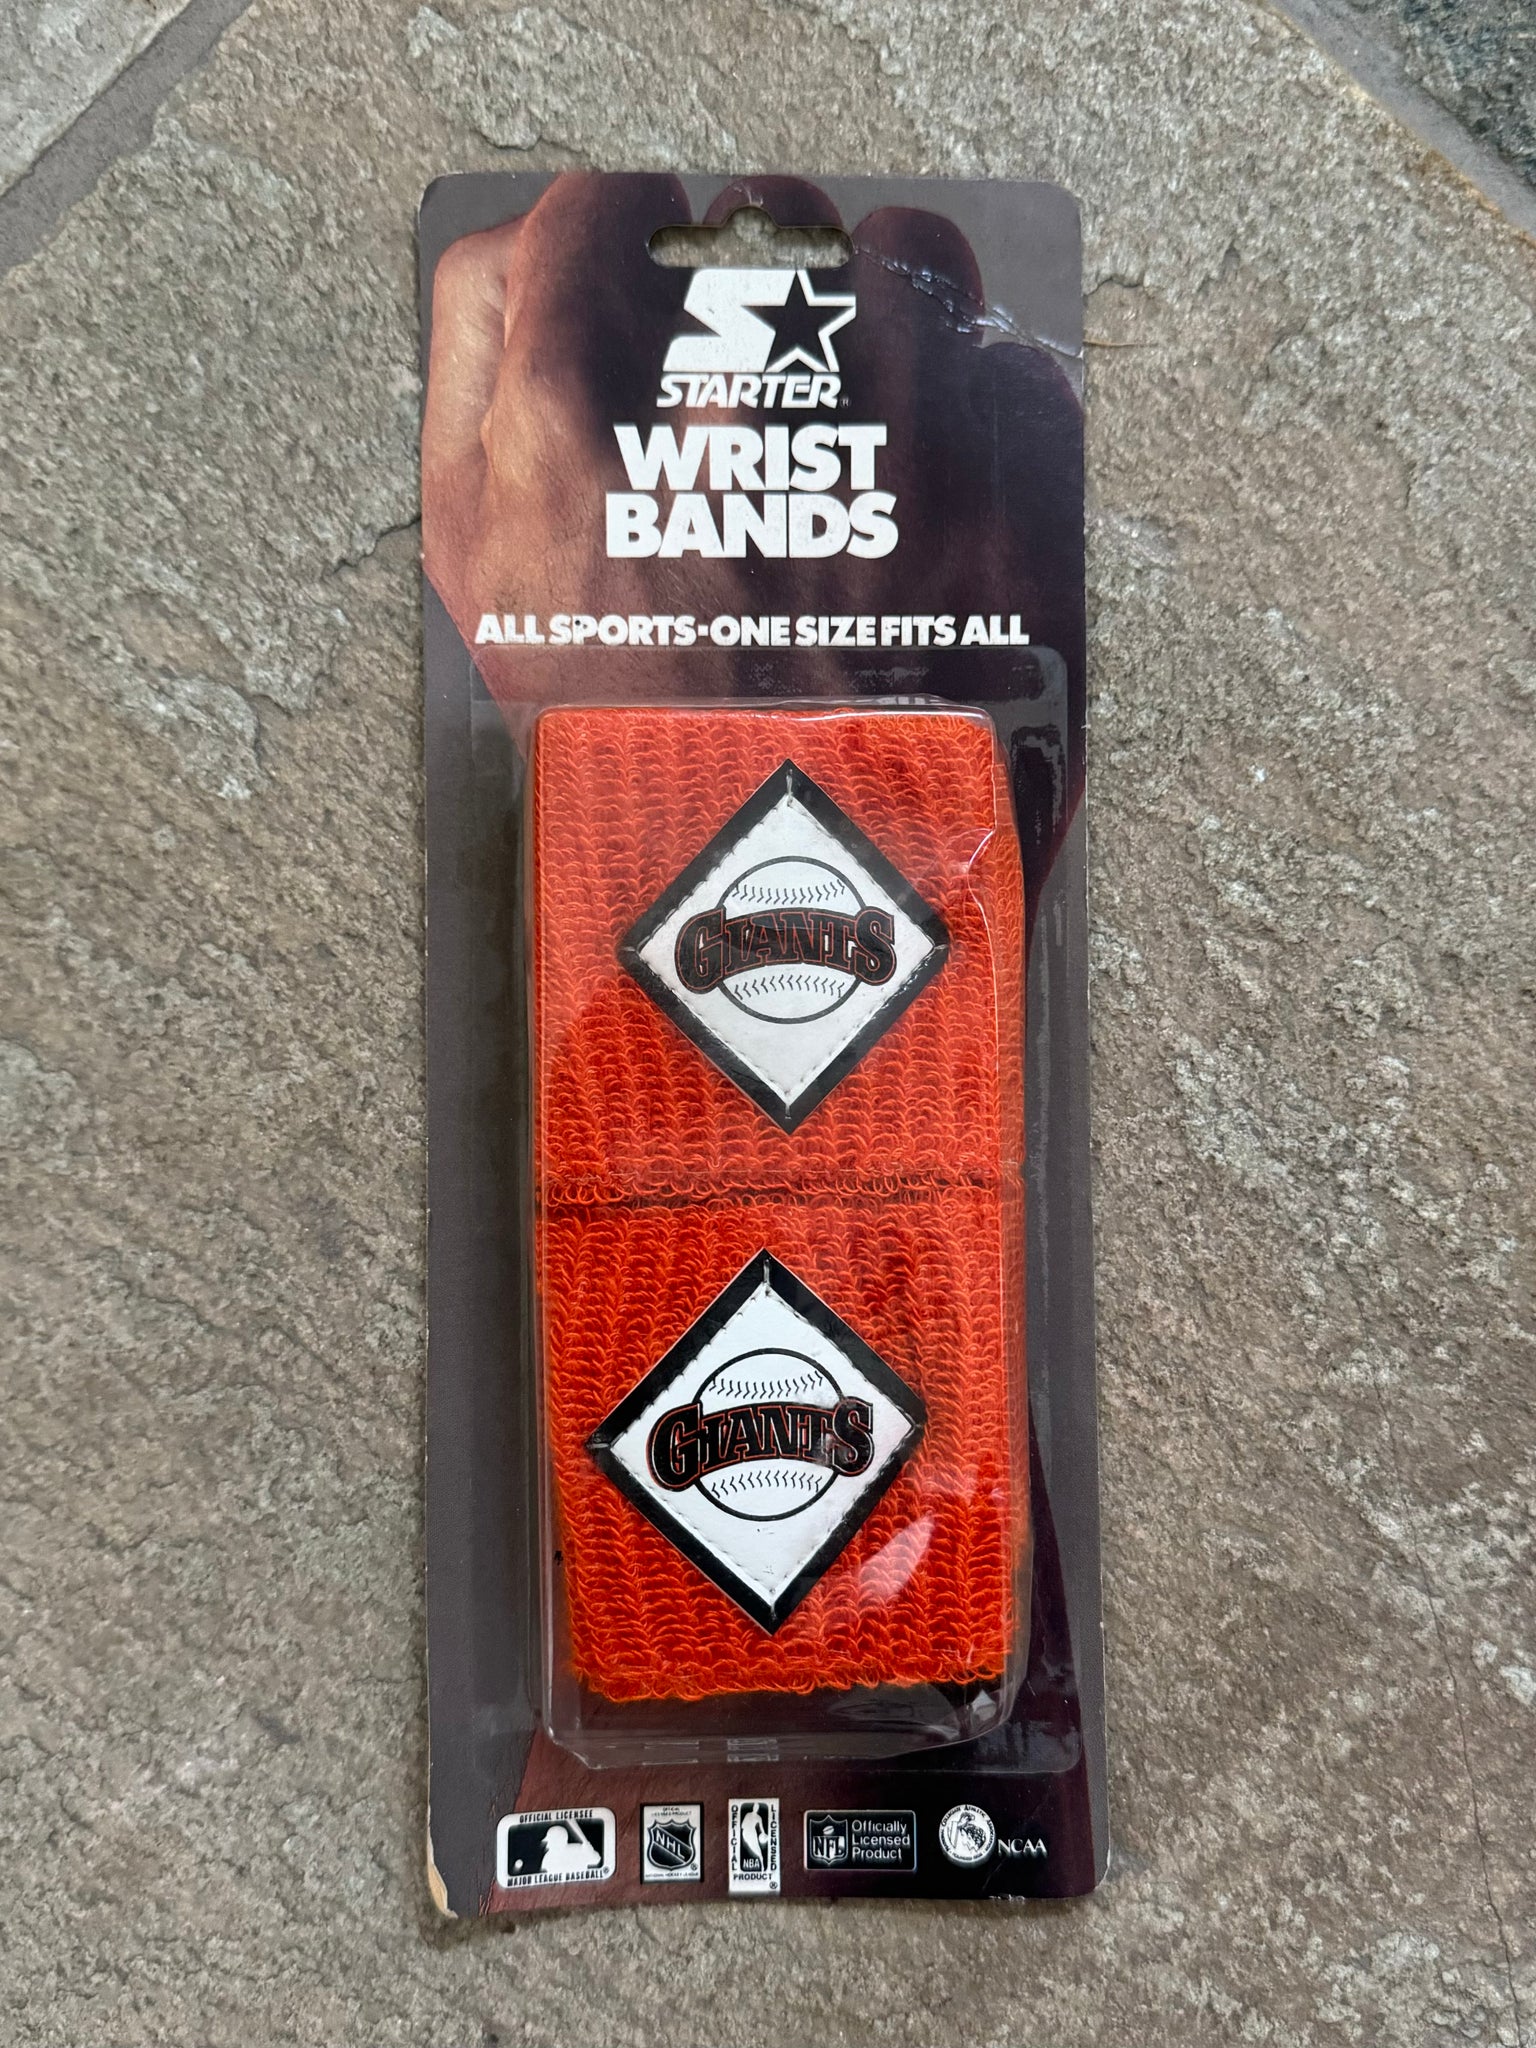 STARTER®
WRIST
BANDS
ALL SPORTS-ONE SIZE FITS ALL
GIANTS
GIANTS
OFFICIAL LICENSEE
MAJOR LEAGUE BASEBALL®
NHL
OFFICIAL
LICENSED
NBA
PRODUCT
®
NFL
Officially
Licensed
Product
NCAA